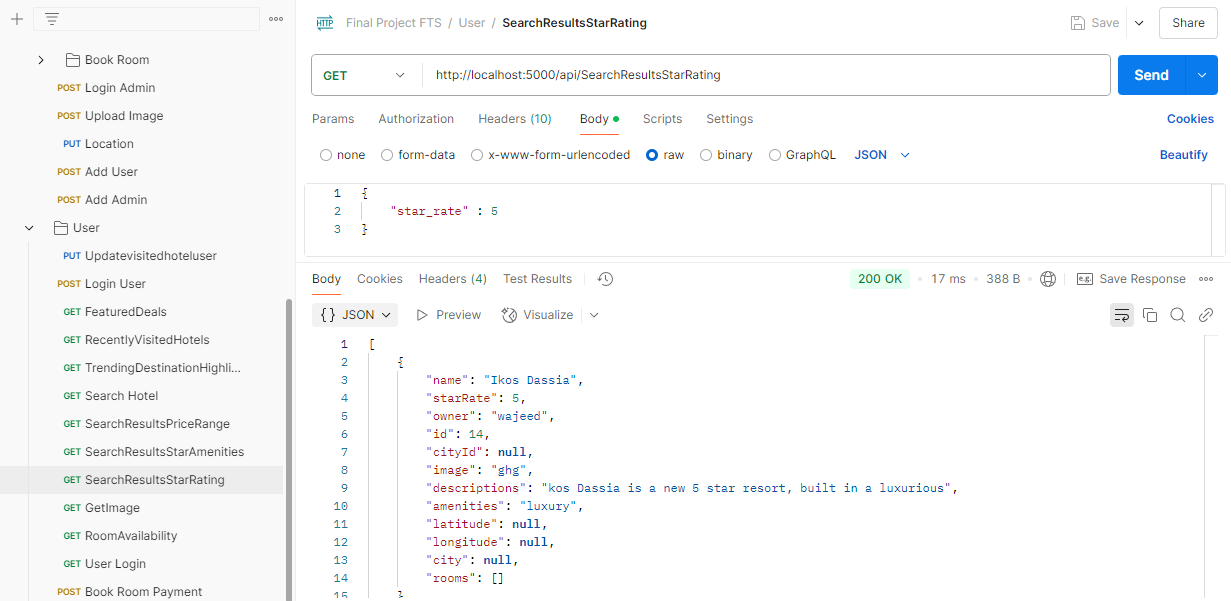 Book Room
POST Login Admin
POST Upload Image
PUT Location
POST Add User
POST Add Admin
User
PUT Updatevisitedhoteluser
POST Login User
GET FeaturedDeals
GET RecentlyVisitedHotels
GET TrendingDestinationHighli...
GET Search Hotel
GET SearchResultsPriceRange
GET SearchResultsStarAmenities
GET SearchResultsStarRating
GET GetImage
GET RoomAvailability
GET User Login
POST Book Room Payment
HTTP Final Project FTS / User / SearchResultsStarRating
Save
Share
GET http://localhost:5000/api/SearchResultsStarRating
Send
Params Authorization Headers (10) Body Scripts Settings Cookies
none form-data x-www-form-urlencoded raw binary GraphQL JSON Beautify
1 {
2 "star_rate" : 5
3 }
Body Cookies Headers (4) Test Results 200 OK 17 ms 388 B e.g. Save Response
{} JSON Preview Visualize
1 [
2 {
3 "name": "Ikos Dassia",
4 "starRate": 5,
5 "owner": "wajeed",
6 "id": 14,
7 "cityId": null,
8 "image": "ghg",
9 "descriptions": "kos Dassia is a new 5 star resort, built in a luxurious",
10 "amenities": "luxury",
11 "latitude": null,
12 "longitude": null,
13 "city": null,
14 "rooms": []
15 }